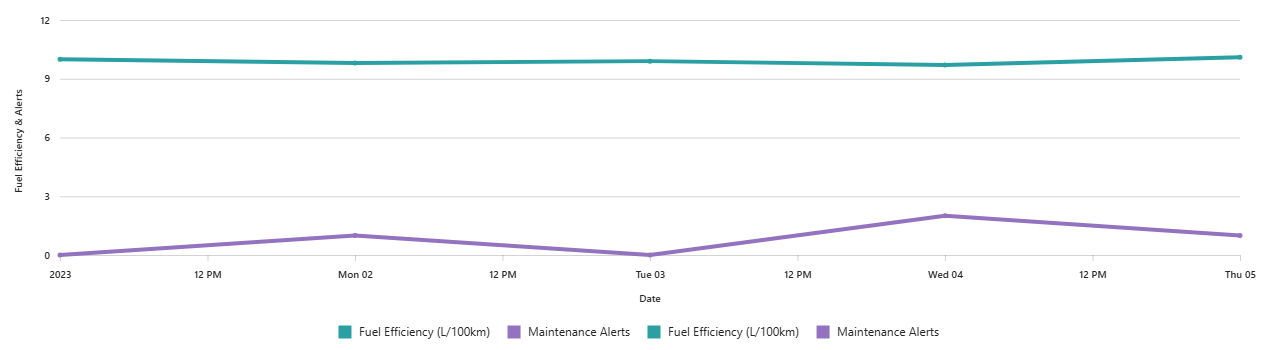 12
9
6
3
0
Fuel Efficiency & Alerts
2023 12 PM Mon 02 12 PM Tue 03 12 PM Wed 04 12 PM Thu 05
Date
Fuel Efficiency (L/100km) Maintenance Alerts Fuel Efficiency (L/100km) Maintenance Alerts